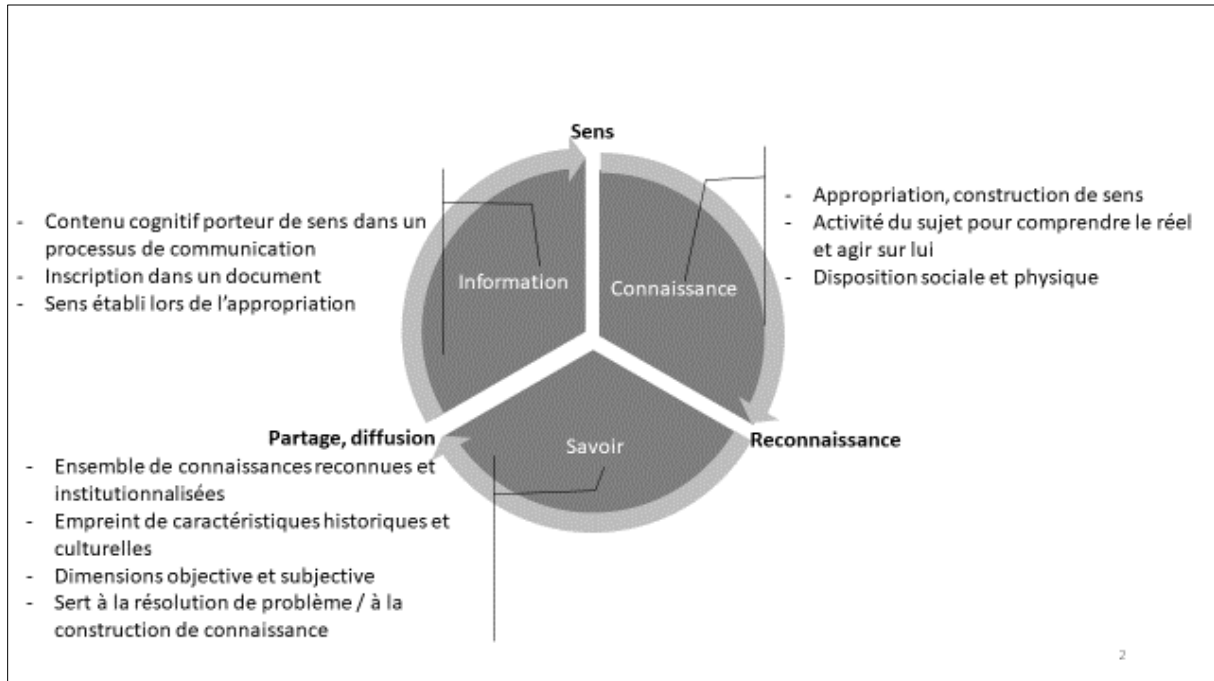 Sens
- Contenu cognitif porteur de sens dans un
processus de communication
- Inscription dans un document
- Sens établi lors de l'appropriation
Information
Connaissance
- Appropriation, construction de sens
- Activité du sujet pour comprendre le réel
et agir sur lui
- Disposition sociale et physique
Partage, diffusion
Savoir
Reconnaissance
- Ensemble de connaissances reconnues et
institutionnalisées
- Empreint de caractéristiques historiques et
culturelles
- Dimensions objective et subjective
- Sert à la résolution de problème / à la
construction de connaissance
2